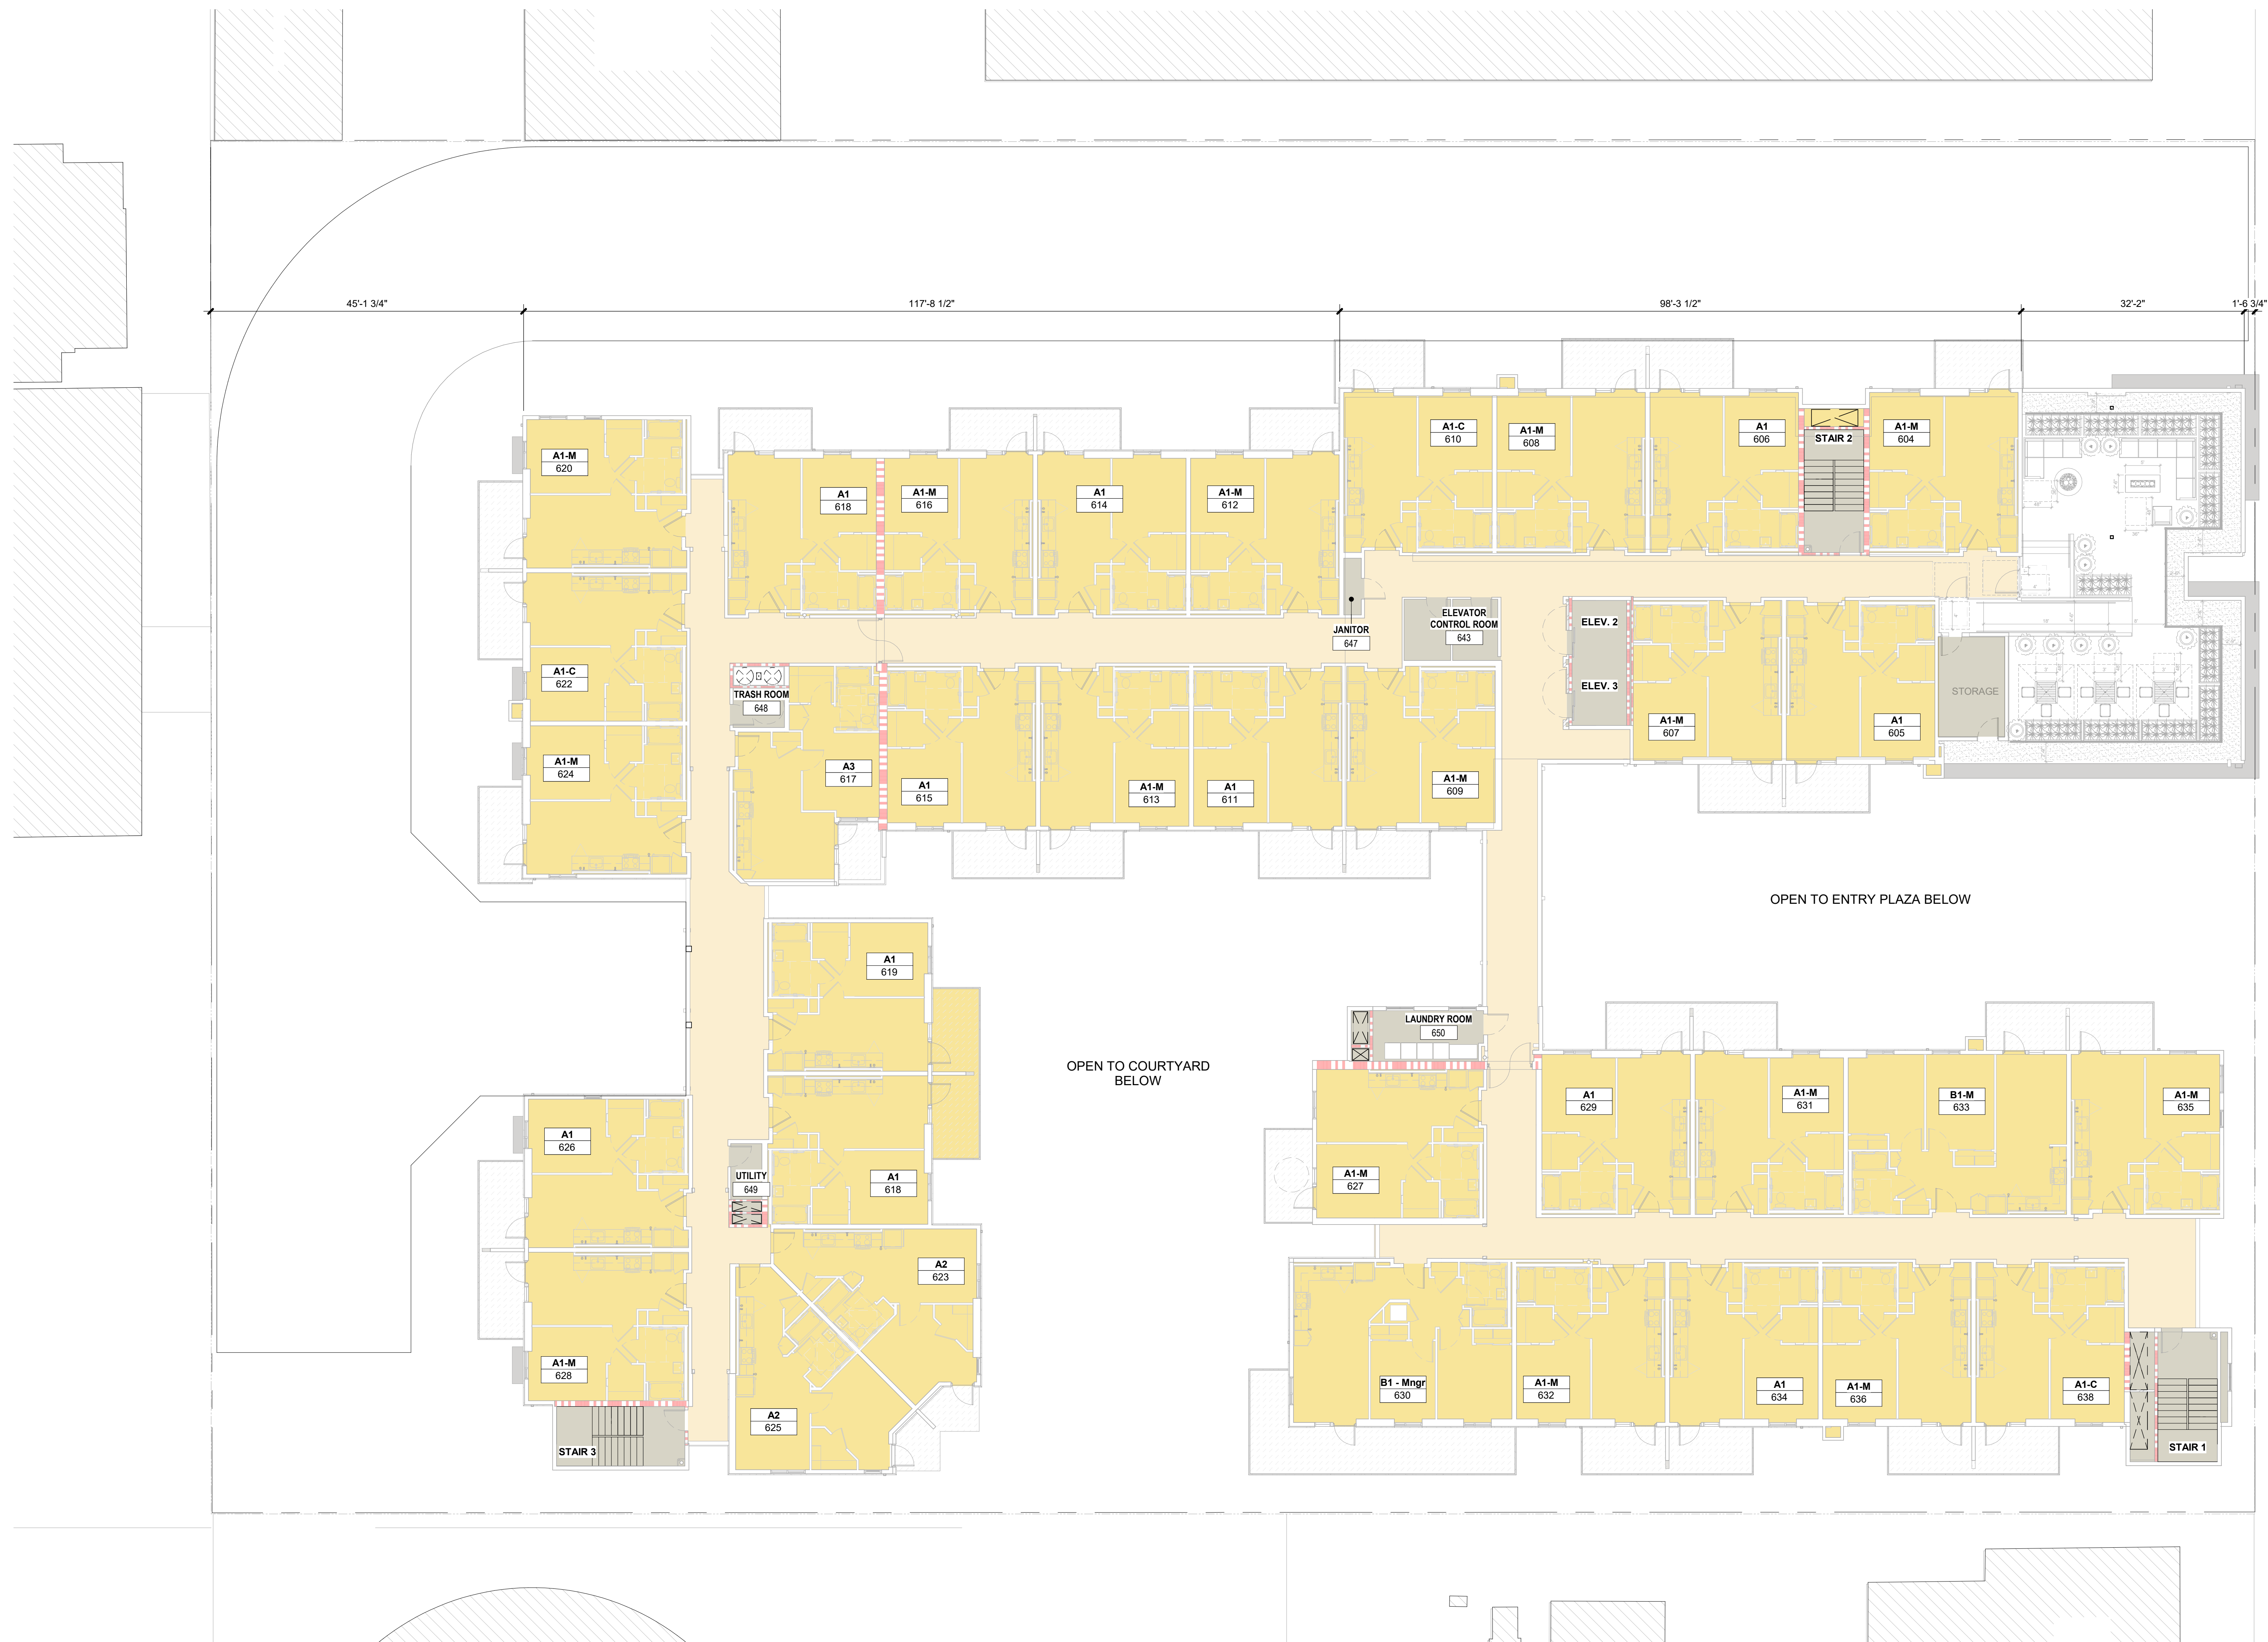 45'-1 3/4"
117'-8 1/2"
98'-3 1/2"
32'-2"
1'-6 3/4"
A1-C
610
A1-M
608
A1
606
STAIR 2
A1-M
604
A1-M
620
A1
618
A1-M
616
A1
614
A1-M
612
JANITOR
647
ELEVATOR
CONTROL ROOM
643
ELEV. 2
ELEV. 3
A1-C
622
TRASH ROOM
648
STORAGE
A1-M
607
A1
605
A1-M
624
A3
617
A1
615
A1-M
613
A1
611
A1-M
609
OPEN TO ENTRY PLAZA BELOW
A1
619
LAUNDRY ROOM
650
OPEN TO COURTYARD
BELOW
A1
629
A1-M
631
B1-M
633
A1-M
635
A1
626
UTILITY
649
A1
618
A1-M
627
A2
623
A1-M
628
B1 - Mngr
630
A1-M
632
A1
634
A1-M
636
A1-C
638
A2
625
STAIR 3
STAIR 1